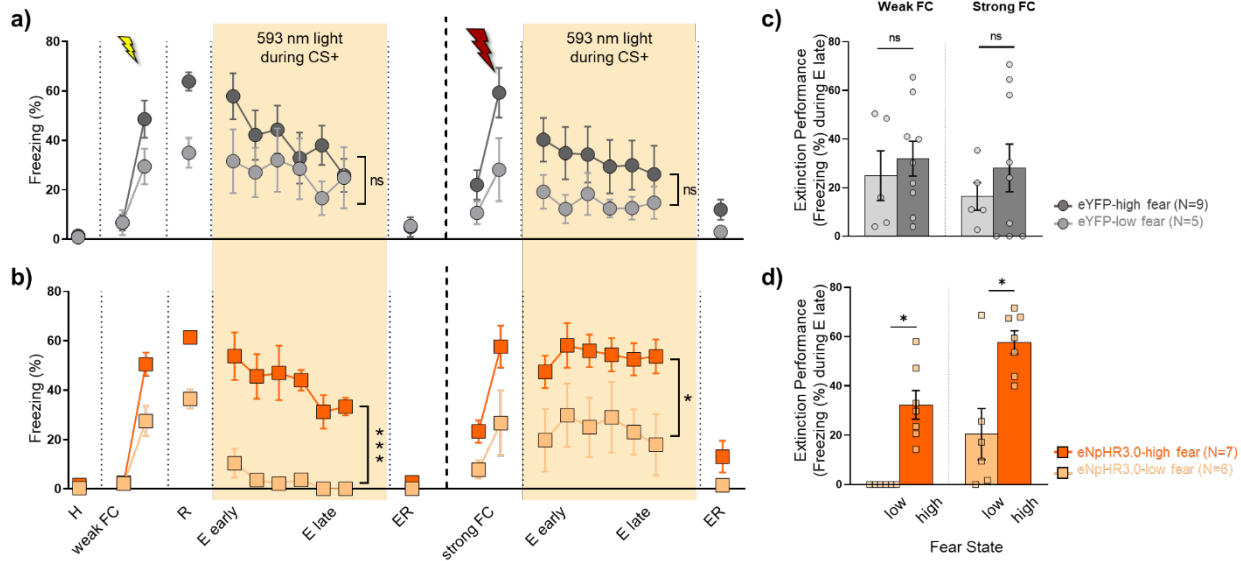 a)
593 nm light
during CS+
593 nm light
during CS+
Freezing (%)
80
60
40
20
0
ns
ns
b)
Freezing (%)
80
60
40
20
0
***
*
H
weak FC
R
E early
E late
ER
strong FC
E early
E late
ER
c)
Weak FC
Strong FC
Extinction Performance
(Freezing (%) during E late)
80
60
40
20
0
ns
ns
eYFP-high fear (N=9)
eYFP-low fear (N=5)
d)
Extinction Performance
(Freezing (%) during E late)
80
60
40
20
0
*
*
eNpHR3.0-high fear (N=7)
eNpHR3.0-low fear (N=6)
low
high
low
high
Fear State